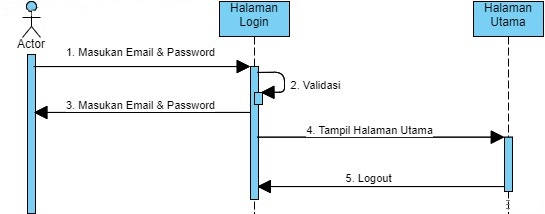 Halaman
Login
Halaman
Utama
Actor
1. Masukan Email & Password
2. Validasi
3. Masukan Email & Password
4. Tampil Halaman Utama
5. Logout